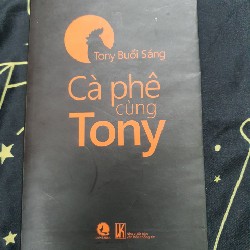 Tony Buổi Sáng
Cà phê
cùng
Tony